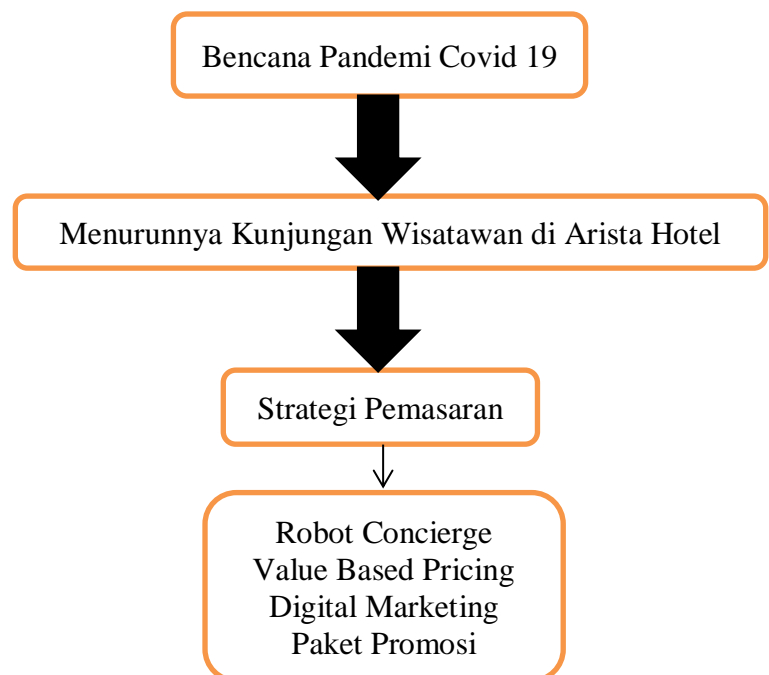 Bencana Pandemi Covid 19
Menurunnya Kunjungan Wisatawan di Arista Hotel
Strategi Pemasaran
Robot Concierge
Value Based Pricing
Digital Marketing
Paket Promosi